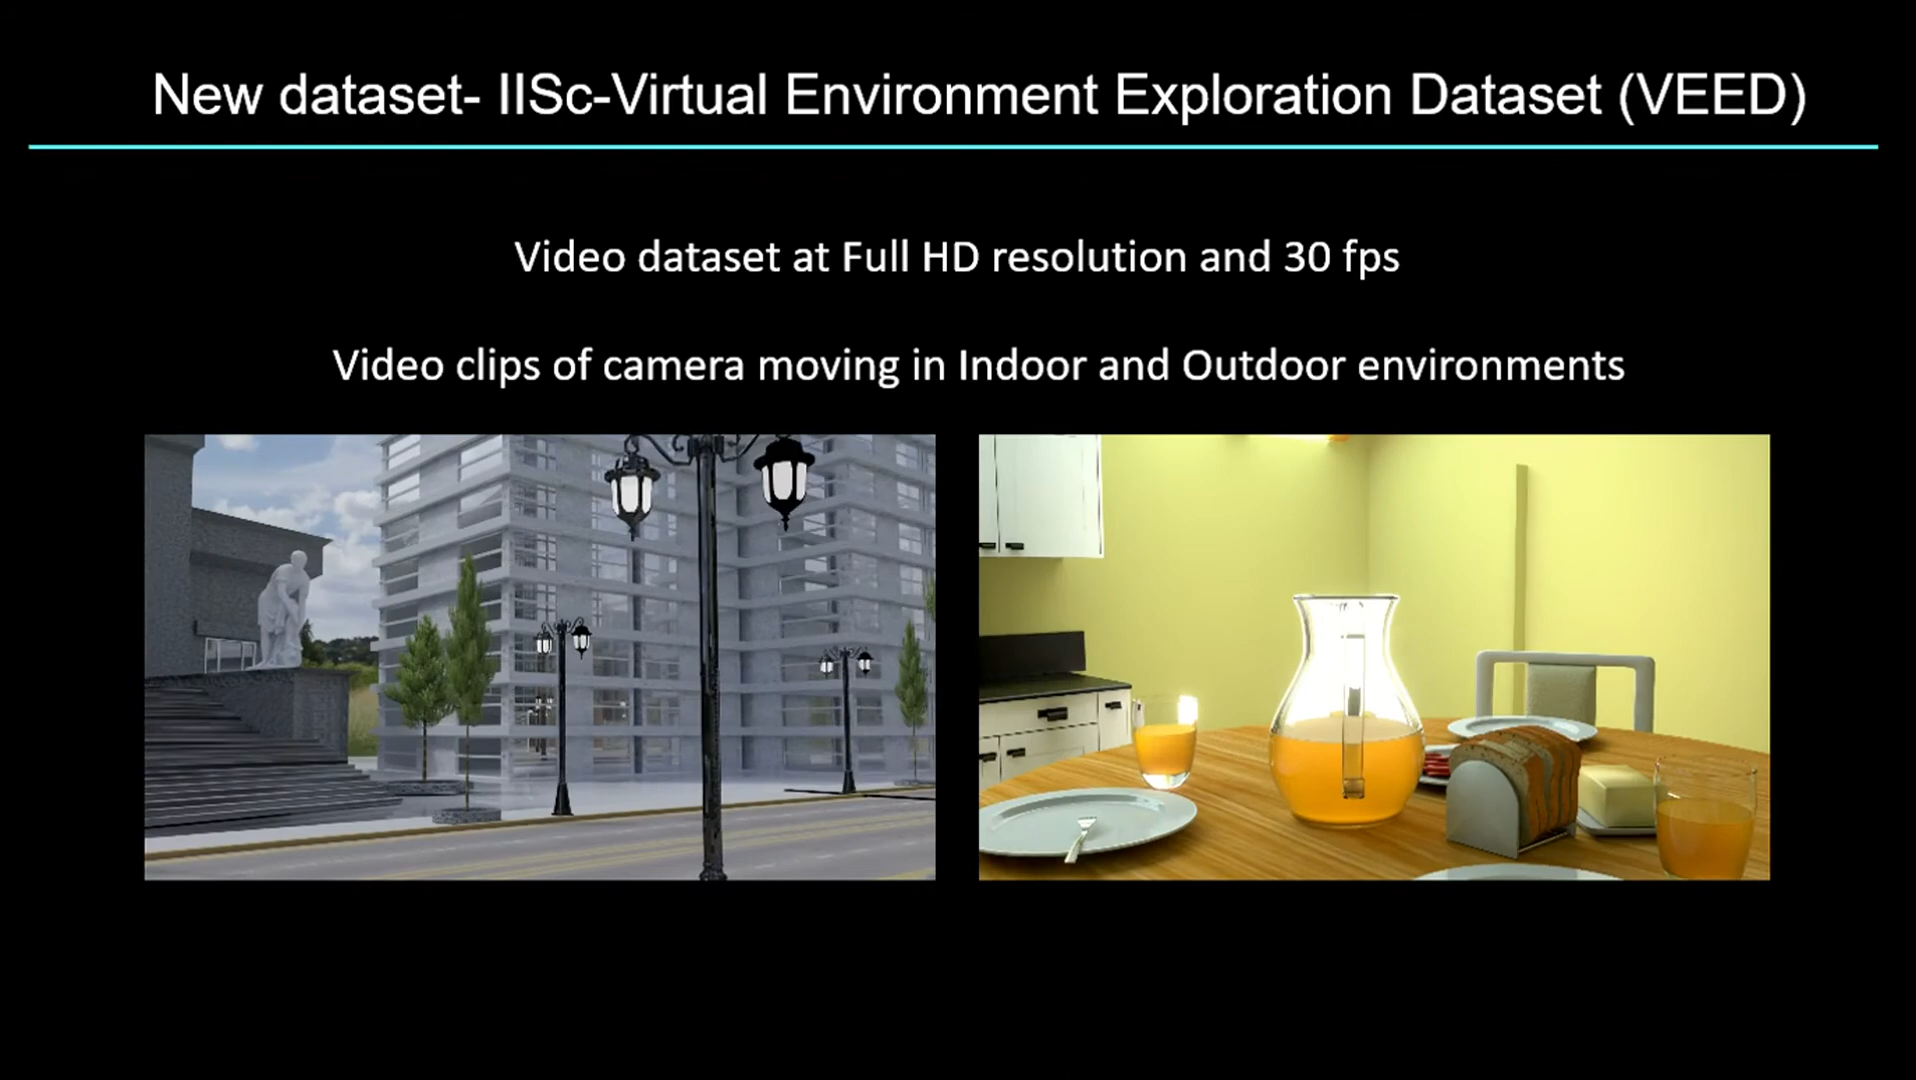 New dataset- IISc-Virtual Environment Exploration Dataset (VEED)
Video dataset at Full HD resolution and 30 fps
Video clips of camera moving in Indoor and Outdoor environments